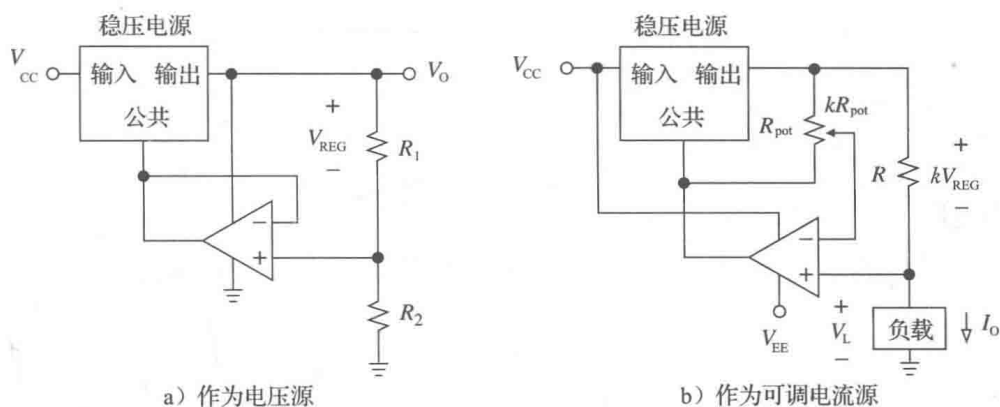 稳压电源
V_CC
输入 输出
公共
V_O
+
V_REG
−
R_1
−
+
R_2
a）作为电压源
稳压电源
V_CC
输入 输出
公共
kR_pot
R_pot
+
R
kV_REG
−
−
+
+
V_L
−
V_EE
负载
I_O
b）作为可调电流源